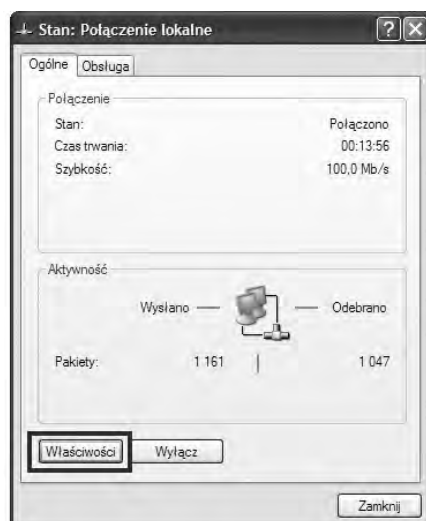 Stan: Połączenie lokalne
Ogólne Obsługa
Połączenie
Stan: Połączono
Czas trwania: 00:13:56
Szybkość: 100,0 Mb/s
Aktywność
Wysłano — — Odebrano
Pakiety: 1 161 | 1 047
Właściwości Wyłącz
Zamknij